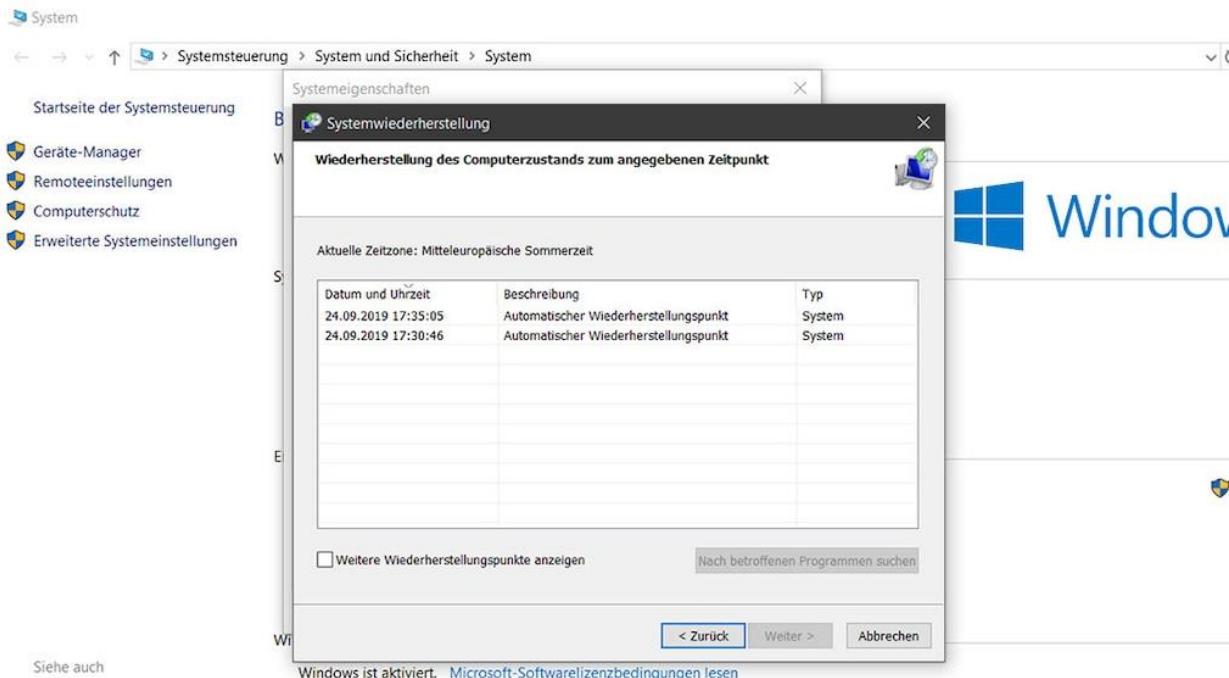 System
Systemsteuerung > System und Sicherheit > System
Startseite der Systemsteuerung
Geräte-Manager
Remoteeinstellungen
Computerschutz
Erweiterte Systemeinstellungen
Siehe auch
Systemeigenschaften
Systemwiederherstellung
Wiederherstellung des Computerzustands zum angegebenen Zeitpunkt
Aktuelle Zeitzone: Mitteleuropäische Sommerzeit
Datum und Uhrzeit Beschreibung Typ
24.09.2019 17:35:05 Automatischer Wiederherstellungspunkt System
24.09.2019 17:30:46 Automatischer Wiederherstellungspunkt System
Weitere Wiederherstellungspunkte anzeigen
Nach betroffenen Programmen suchen
< Zurück Weiter > Abbrechen
Windows ist aktiviert. Microsoft-Softwarelizenzbedingungen lesen